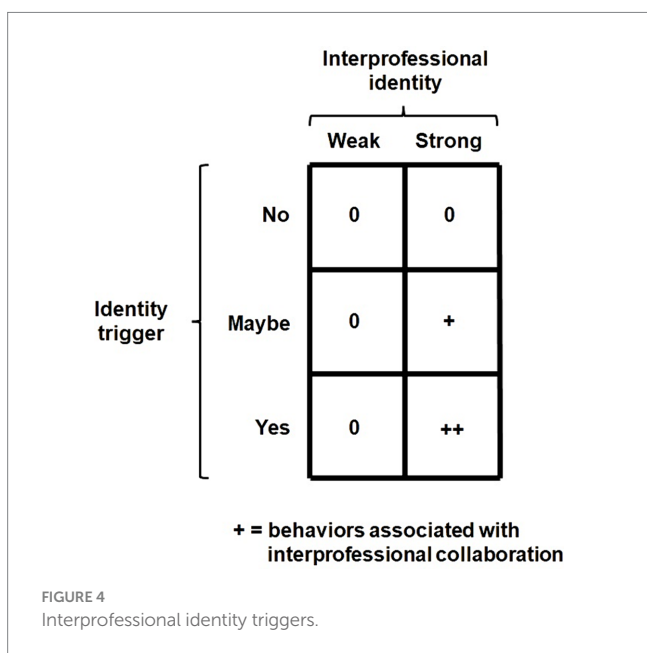 Interprofessional
identity
Weak Strong
No 0 0
Identity
trigger
Maybe 0 +
Yes 0 ++
+ = behaviors associated with
interprofessional collaboration
FIGURE 4
Interprofessional identity triggers.